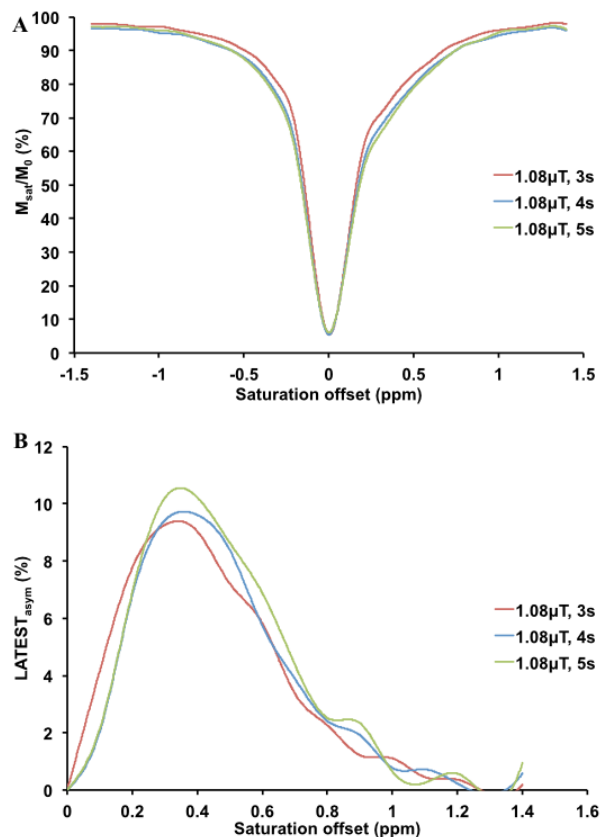 A
100
90
80
70
60
50
40
30
20
10
0
M_sat/M_0 (%)
-1.5 -1 -0.5 0 0.5 1 1.5
Saturation offset (ppm)
1.08µT, 3s
1.08µT, 4s
1.08µT, 5s
B
12
10
8
6
4
2
0
LATEST_asym (%)
0 0.2 0.4 0.6 0.8 1 1.2 1.4 1.6
Saturation offset (ppm)
1.08µT, 3s
1.08µT, 4s
1.08µT, 5s